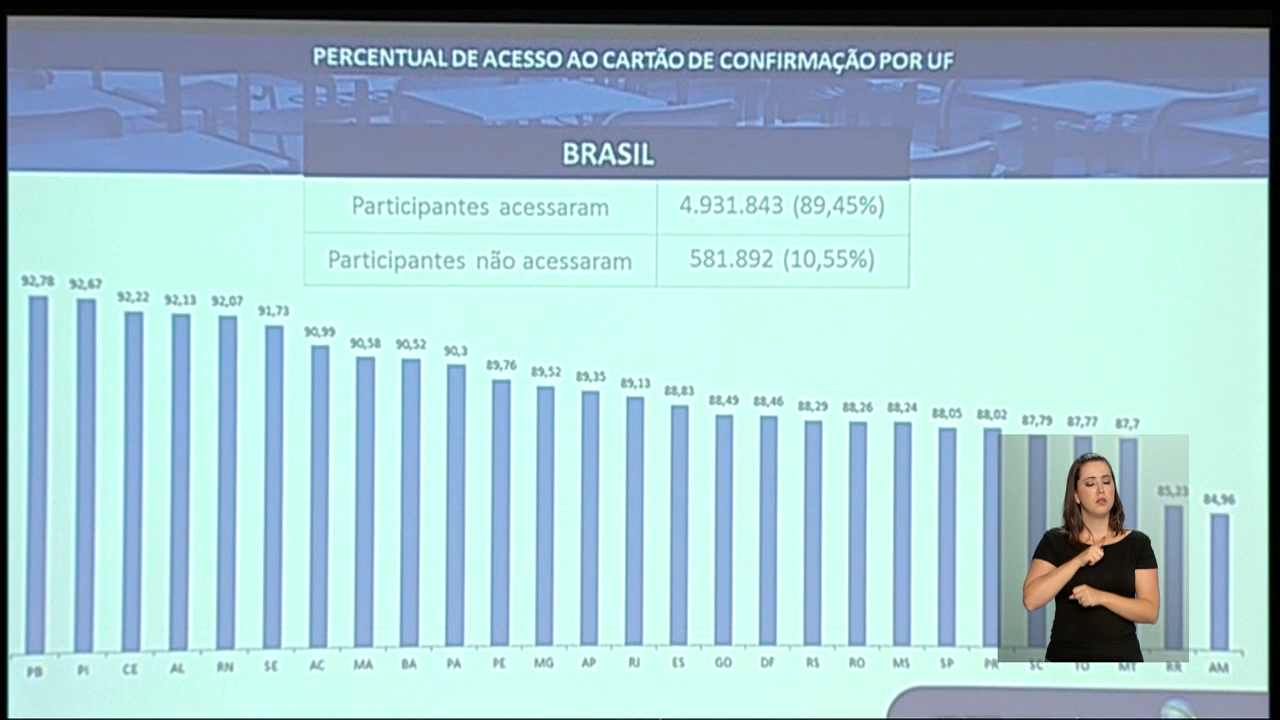 PERCENTUAL DE ACESSO AO CARTÃO DE CONFIRMAÇÃO POR UF
BRASIL
Participantes acessaram 4.931.843 (89,45%)
Participantes não acessaram 581.892 (10,55%)
92,78 92,67 92,22 92,13 92,07 91,73 90,99 90,58 90,52 90,3 89,76 89,52 89,35 89,13 88,83 88,49 88,46 88,29 88,26 88,24 88,05 88,02 87,79 87,77 87,7 85,23 84,96
PB PI CE AL RN SE AC MA BA PA PE MG AP RJ ES GO DF RS RO MS SP PR SC TO MT RR AM